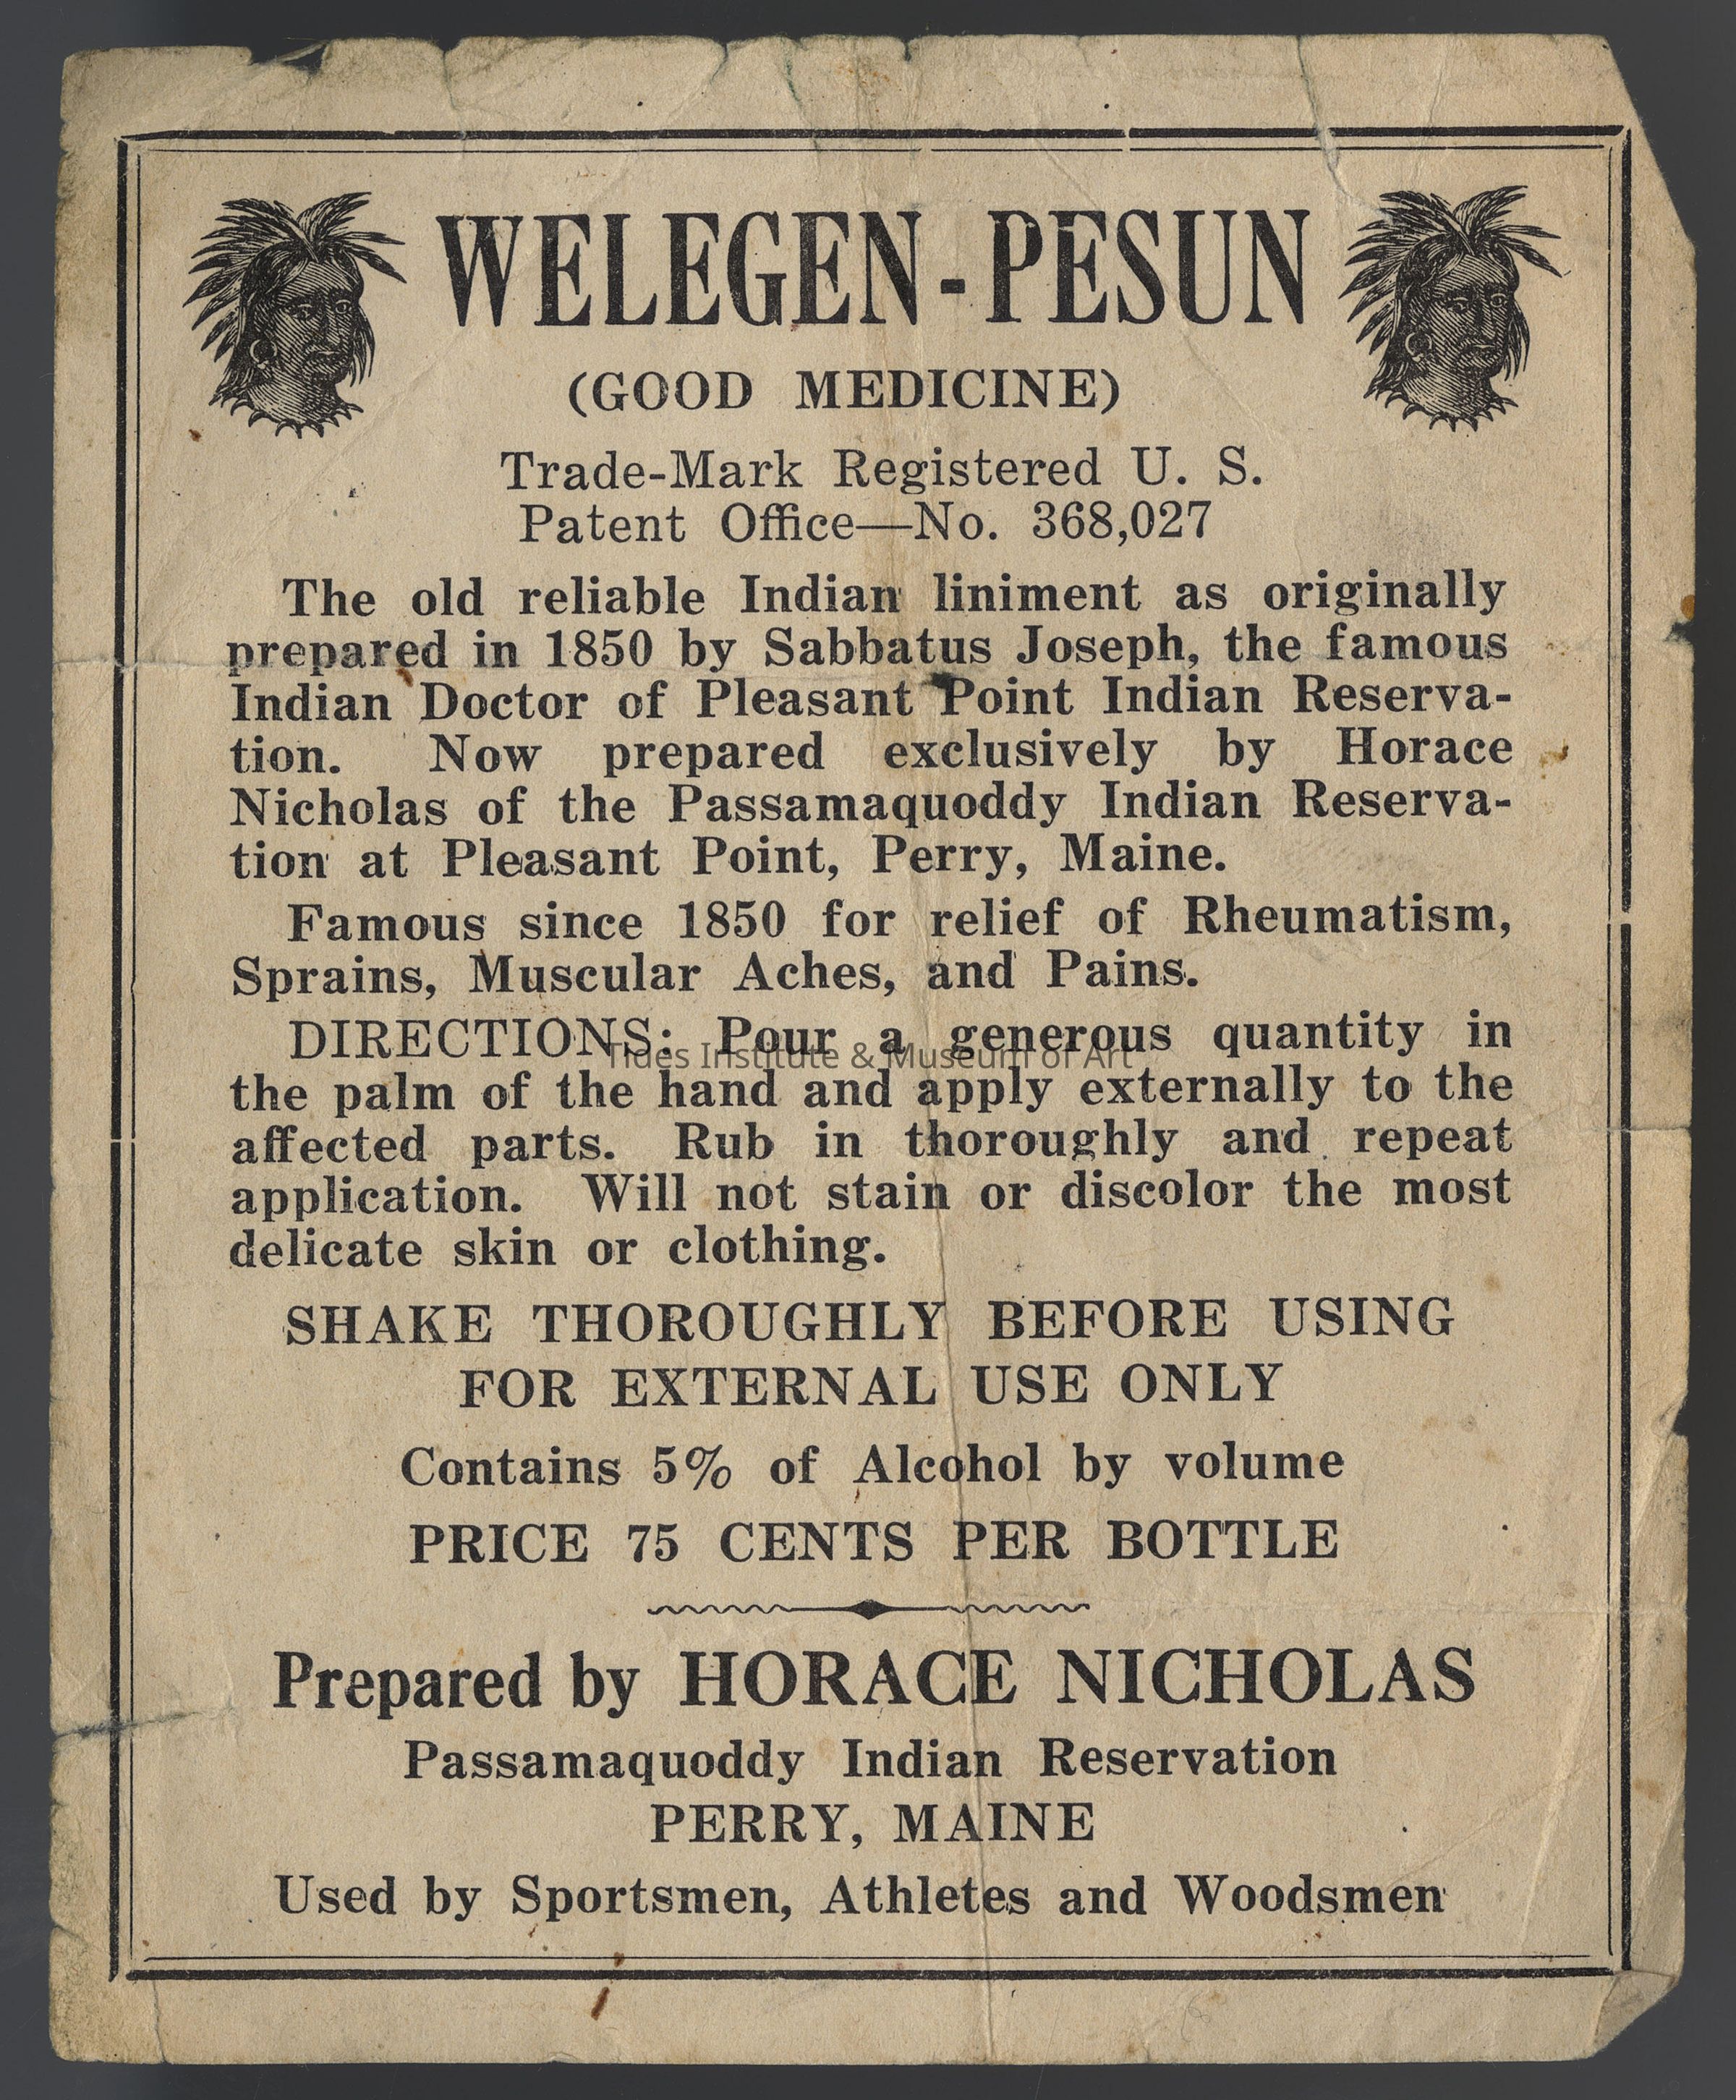 WELEGEN-PESUN
(GOOD MEDICINE)
Trade-Mark Registered U. S.
Patent Office—No. 368,027
The old reliable Indian liniment as originally
prepared in 1850 by Sabbatus Joseph, the famous
Indian Doctor of Pleasant Point Indian Reserva-
tion. Now prepared exclusively by Horace
Nicholas of the Passamaquoddy Indian Reserva-
tion at Pleasant Point, Perry, Maine.
Famous since 1850 for relief of Rheumatism,
Sprains, Muscular Aches, and Pains.
DIRECTIONS: Pour a generous quantity in
Tides Institute & Museum of Art
the palm of the hand and apply externally to the
affected parts. Rub in thoroughly and repeat
application. Will not stain or discolor the most
delicate skin or clothing.
SHAKE THOROUGHLY BEFORE USING
FOR EXTERNAL USE ONLY
Contains 5% of Alcohol by volume
PRICE 75 CENTS PER BOTTLE
Prepared by HORACE NICHOLAS
Passamaquoddy Indian Reservation
PERRY, MAINE
Used by Sportsmen, Athletes and Woodsmen